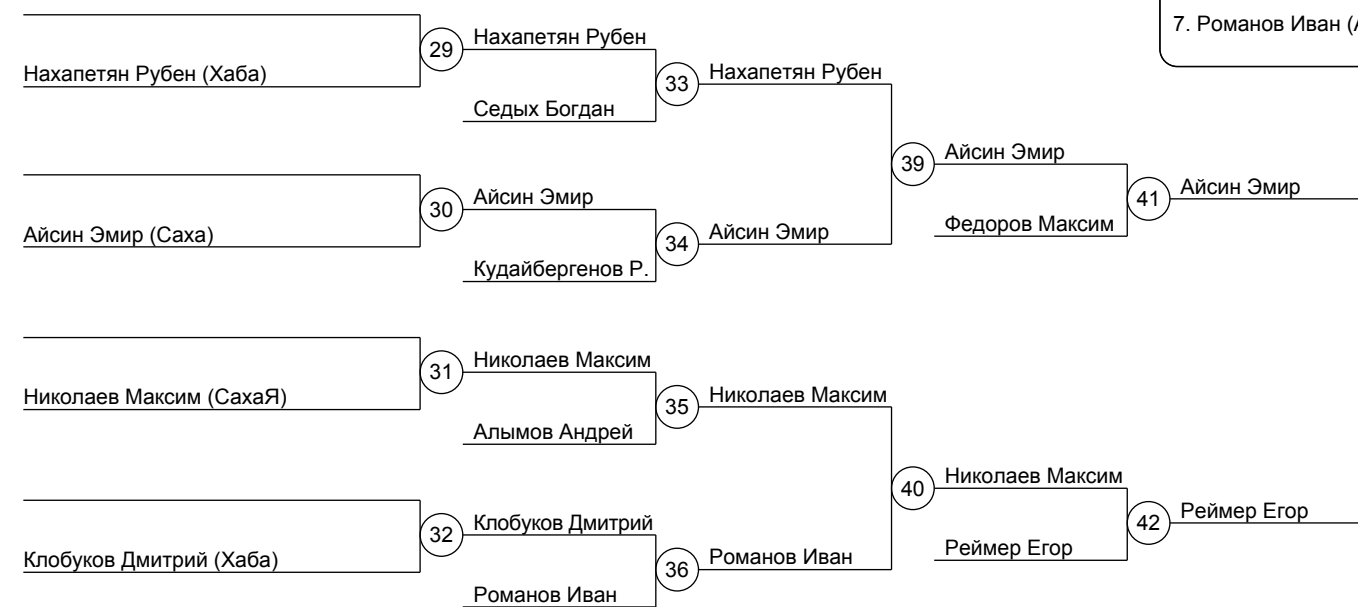 7. Романов Иван (
29
Нахапетян Рубен
Нахапетян Рубен (Хаба)
33
Нахапетян Рубен
Седых Богдан
39
Айсин Эмир
30
Айсин Эмир
41
Айсин Эмир
Айсин Эмир (Саха)
34
Айсин Эмир
Федоров Максим
Кудайбергенов Р.
31
Николаев Максим
Николаев Максим (СахаЯ)
35
Николаев Максим
Алымов Андрей
40
Николаев Максим
32
Клобуков Дмитрий
42
Реймер Егор
Клобуков Дмитрий (Хаба)
36
Романов Иван
Реймер Егор
Романов Иван